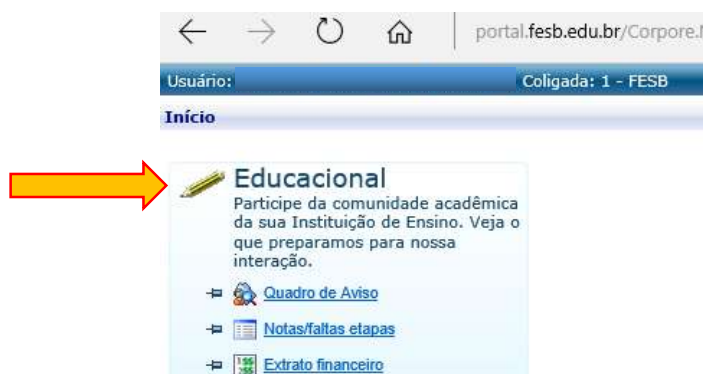 portal.fesb.edu.br/Corpore.
Usuário: Coligada: 1 - FESB
Início
Educacional
Participe da comunidade acadêmica
da sua Instituição de Ensino. Veja o
que preparamos para nossa
interação.
Quadro de Aviso
Notas/faltas etapas
Extrato financeiro